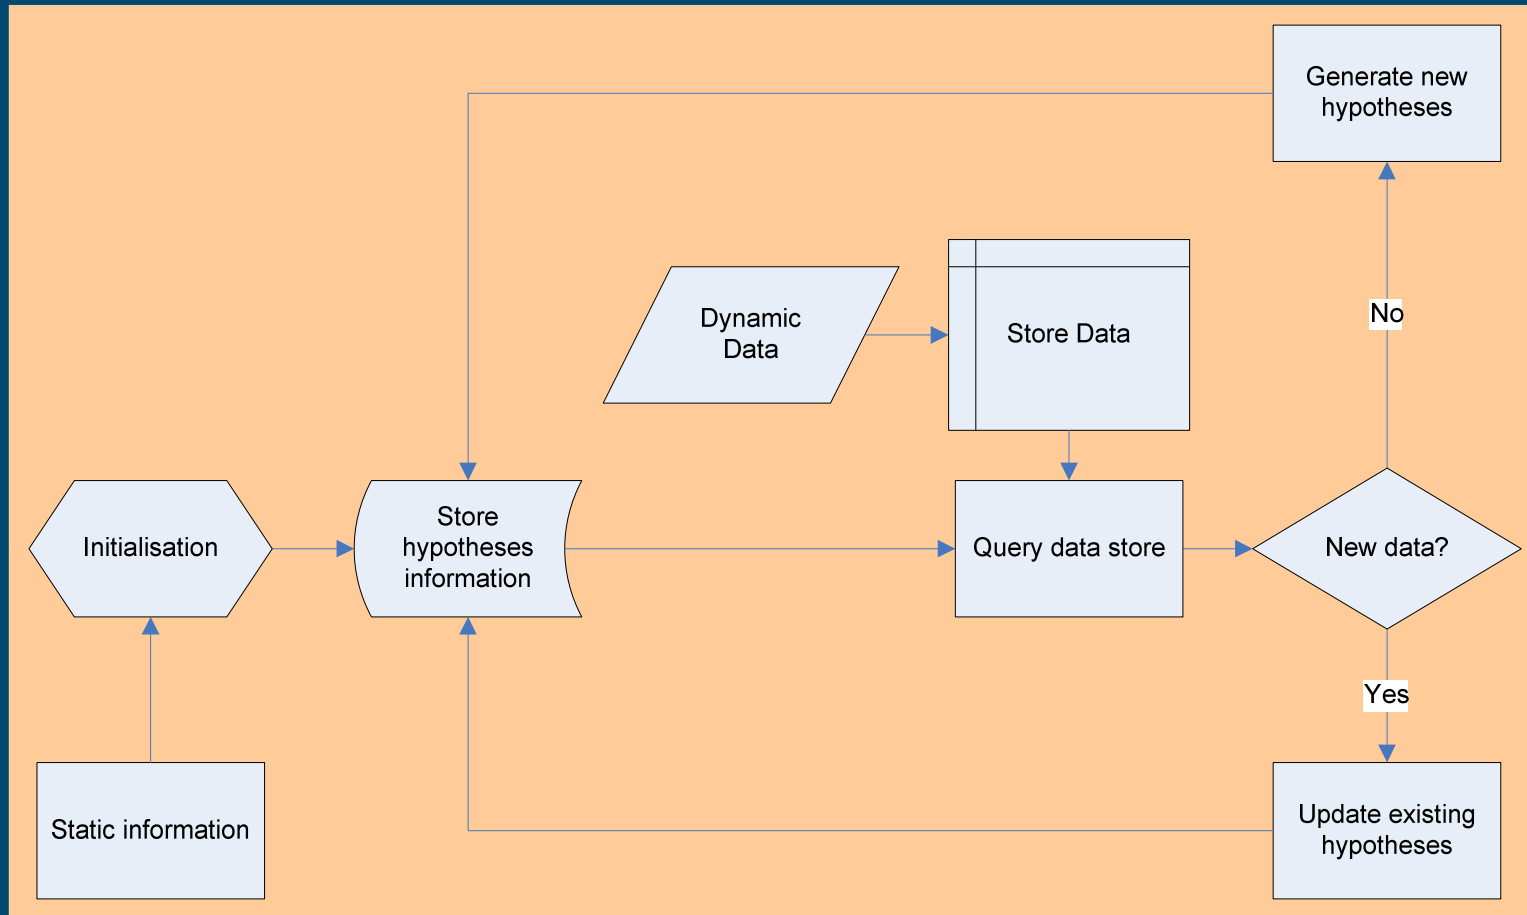 Generate new
hypotheses
No
Dynamic
Data
Store Data
Initialisation
Store
hypotheses
information
Query data store
New data?
Yes
Static information
Update existing
hypotheses